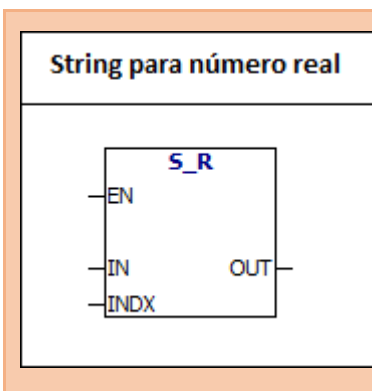 String para número real
S_R
EN
IN OUT
INDX